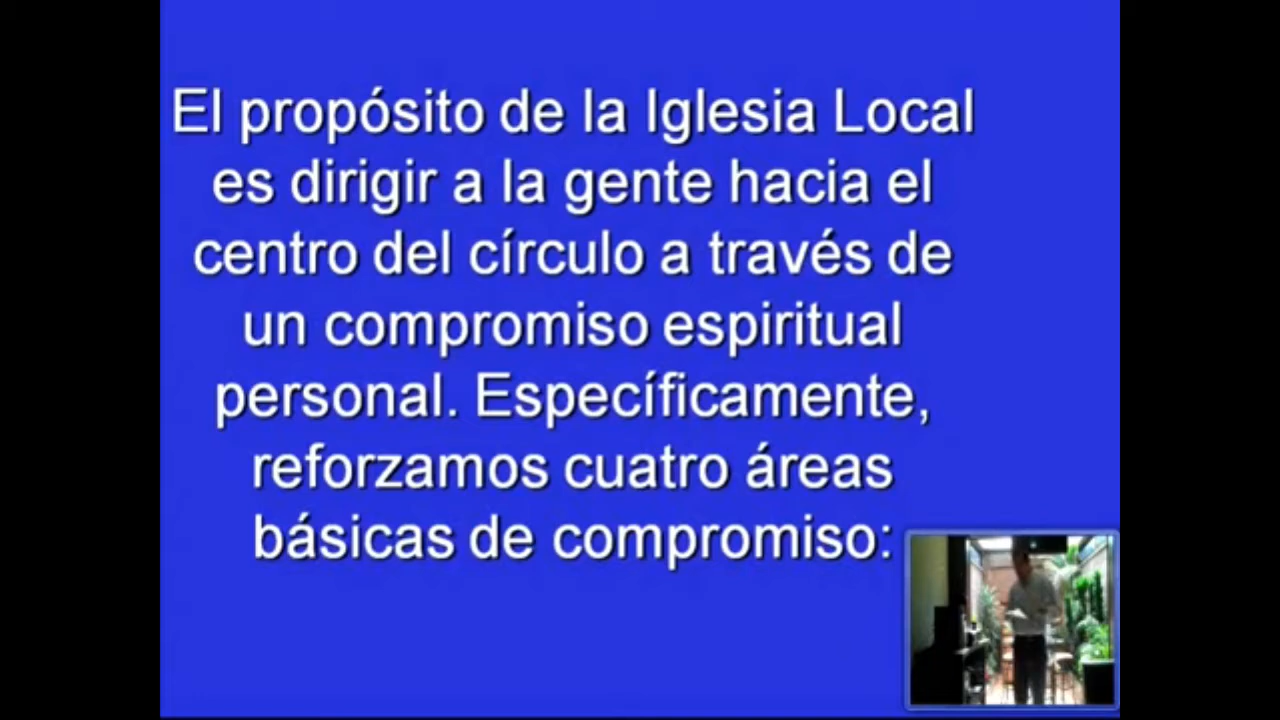 El propósito de la Iglesia Local
es dirigir a la gente hacia el
centro del círculo a través de
un compromiso espiritual
personal. Específicamente,
reforzamos cuatro áreas
básicas de compromiso: